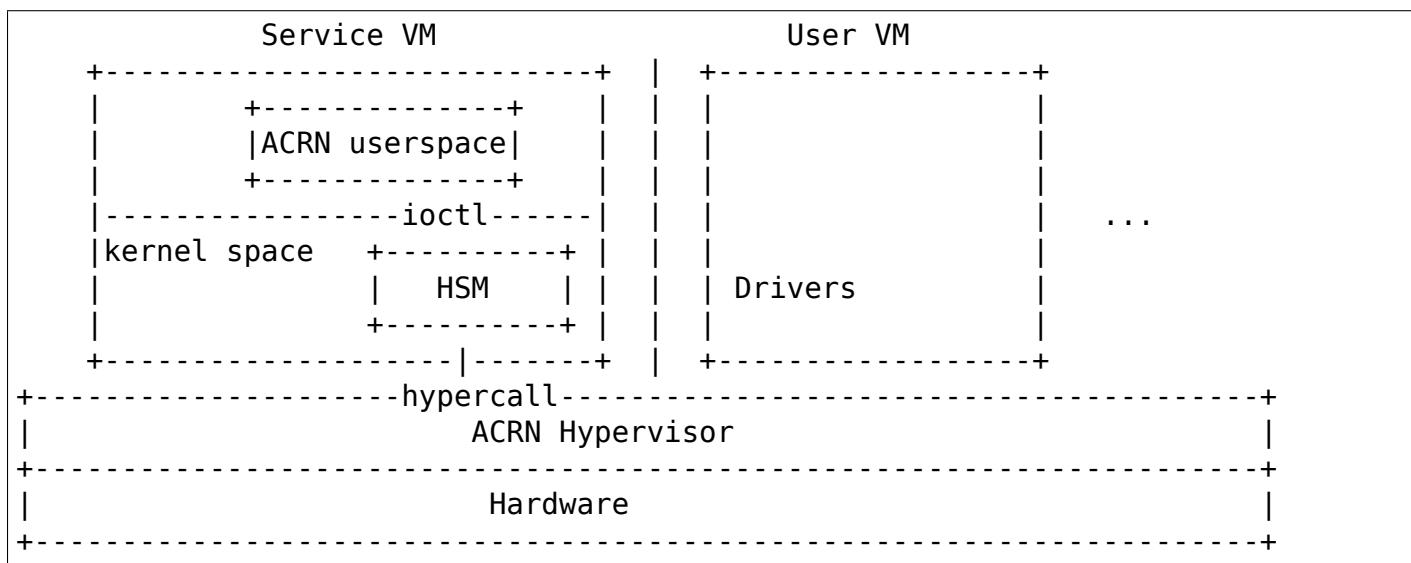 Service VM User VM
ACRN userspace
ioctl ...
kernel space
HSM Drivers
hypercall
ACRN Hypervisor
Hardware